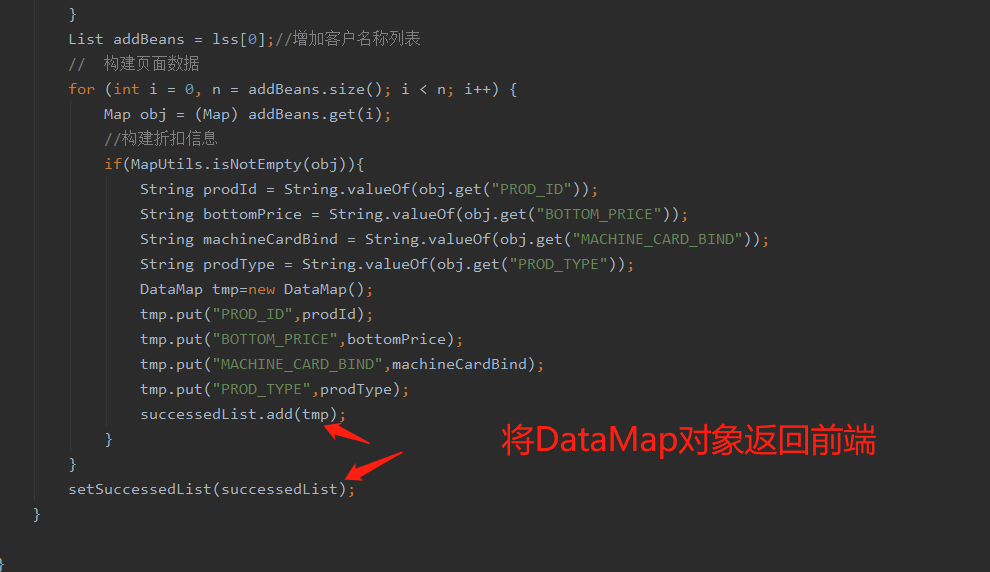 }
List addBeans = lss[0];//增加客户名称列表
//  构建页面数据
for (int i = 0, n = addBeans.size(); i < n; i++) {
Map obj = (Map) addBeans.get(i);
//构建折扣信息
if(MapUtils.isNotEmpty(obj)){
String prodId = String.valueOf(obj.get("PROD_ID"));
String bottomPrice = String.valueOf(obj.get("BOTTOM_PRICE"));
String machineCardBind = String.valueOf(obj.get("MACHINE_CARD_BIND"));
String prodType = String.valueOf(obj.get("PROD_TYPE"));
DataMap tmp=new DataMap();
tmp.put("PROD_ID",prodId);
tmp.put("BOTTOM_PRICE",bottomPrice);
tmp.put("MACHINE_CARD_BIND",machineCardBind);
tmp.put("PROD_TYPE",prodType);
successedList.add(tmp);
}
将DataMap对象返回前端
}
setSuccessedList(successedList);
}
}